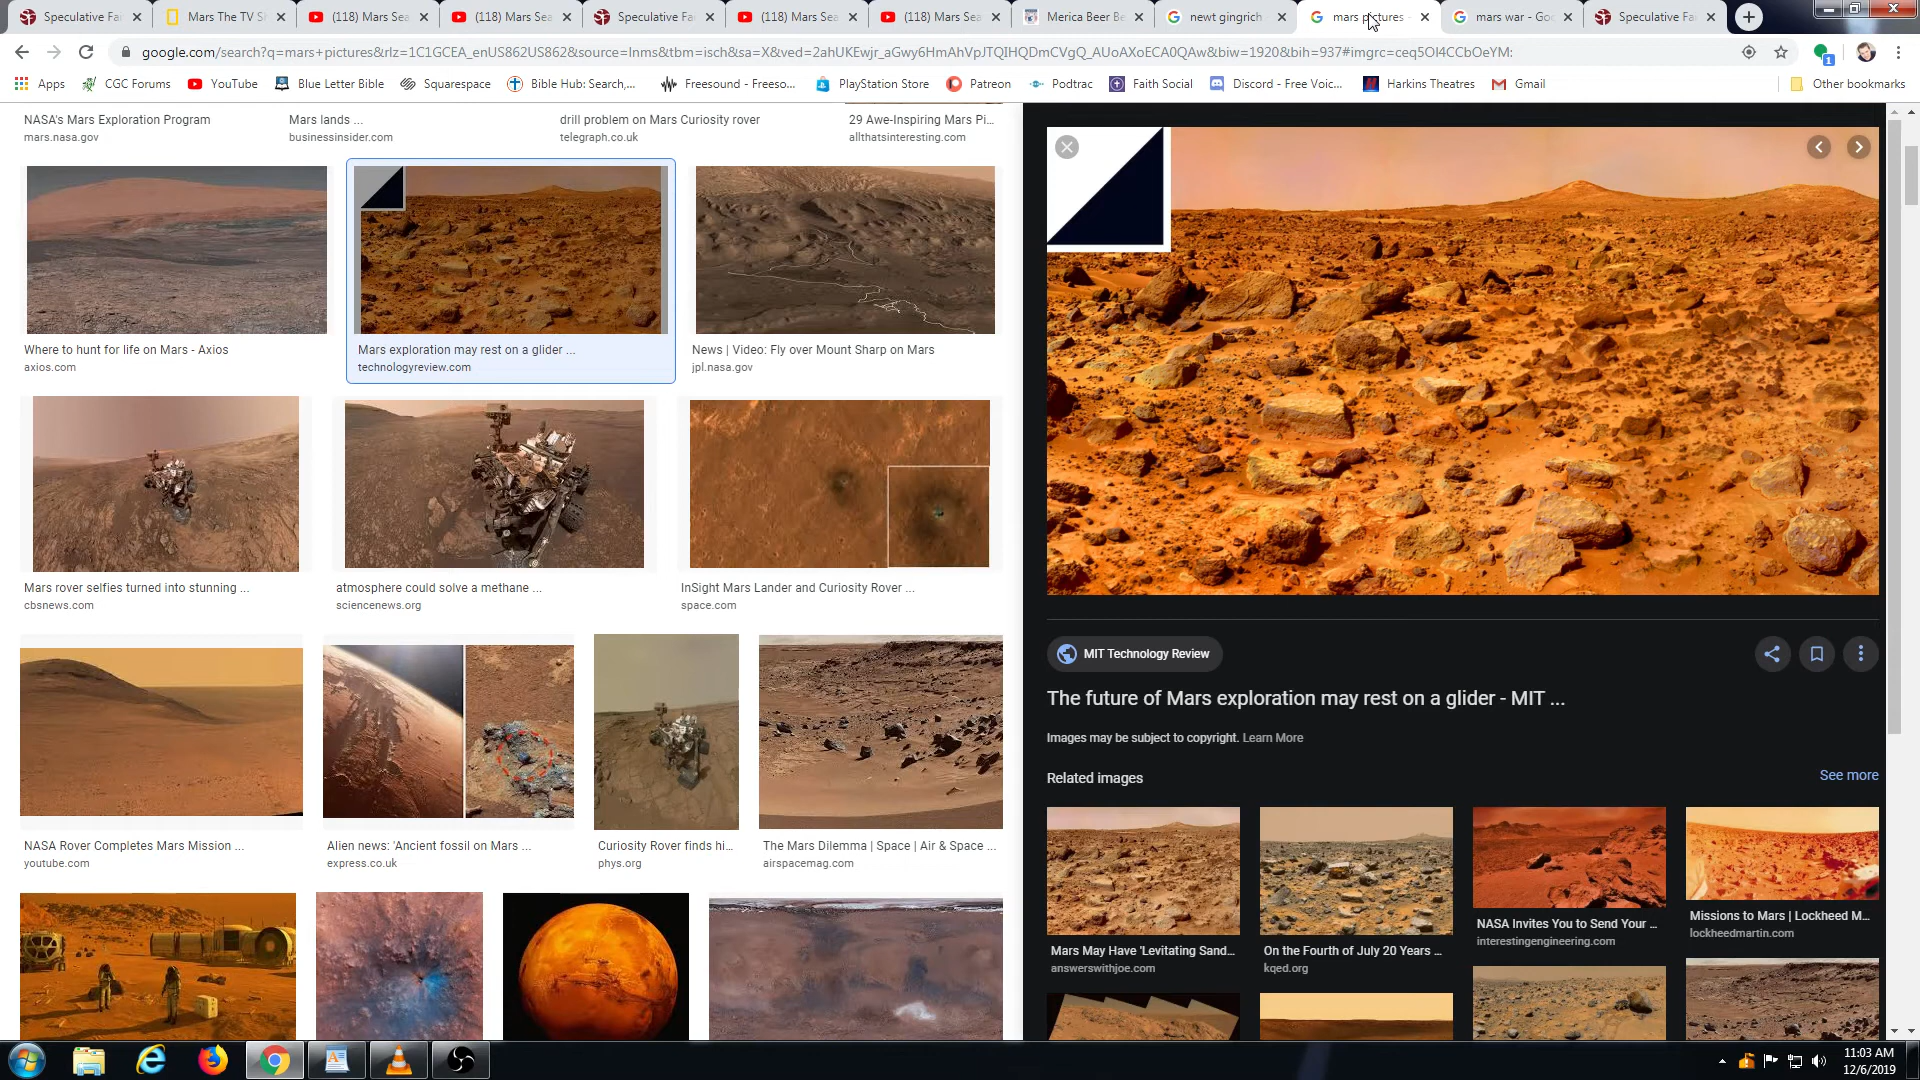 Speculative Fai
Mars The TV Sh
(118) Mars Sea
(118) Mars Sea
Speculative Fai
(118) Mars Sea
(118) Mars Sea
Merica Beer Be
newt gingrich
mars pictures
mars war - Goo
Speculative Fai
google.com/search?q=mars+pictures&rlz=1C1GCEA_enUS862US862&source=lnms&tbm=isch&sa=X&ved=2ahUKEwjr_aGwy6HmAhVpJTQIHQDmCVgQ_AUoAXoECA0QAw&biw=1920&bih=937#imgrc=ceq5Ol4CCbOeYM:
1
Apps
CGC Forums
YouTube
Blue Letter Bible
Squarespace
Bible Hub: Search,...
Freesound - Freeso...
PlayStation Store
Patreon
Podtrac
Faith Social
Discord - Free Voic...
Harkins Theatres
Gmail
Other bookmarks
NASA's Mars Exploration Program
mars.nasa.gov
Mars lands ...
businessinsider.com
drill problem on Mars Curiosity rover
telegraph.co.uk
29 Awe-Inspiring Mars Pi...
allthatsinteresting.com
Where to hunt for life on Mars - Axios
axios.com
Mars exploration may rest on a glider ...
technologyreview.com
News | Video: Fly over Mount Sharp on Mars
jpl.nasa.gov
Mars rover selfies turned into stunning ...
cbsnews.com
atmosphere could solve a methane ...
sciencenews.org
InSight Mars Lander and Curiosity Rover ...
space.com
NASA Rover Completes Mars Mission ...
youtube.com
Alien news: 'Ancient fossil on Mars ...
express.co.uk
Curiosity Rover finds hi...
phys.org
The Mars Dilemma | Space | Air & Space ...
airspacemag.com
MIT Technology Review
The future of Mars exploration may rest on a glider - MIT ...
Images may be subject to copyright. Learn More
Related images
See more
Mars May Have 'Levitating Sand...
answerswithjoe.com
On the Fourth of July 20 Years ...
kqed.org
NASA Invites You to Send Your ...
interestingengineering.com
Missions to Mars | Lockheed M...
lockheedmartin.com
11:03 AM
12/6/2019